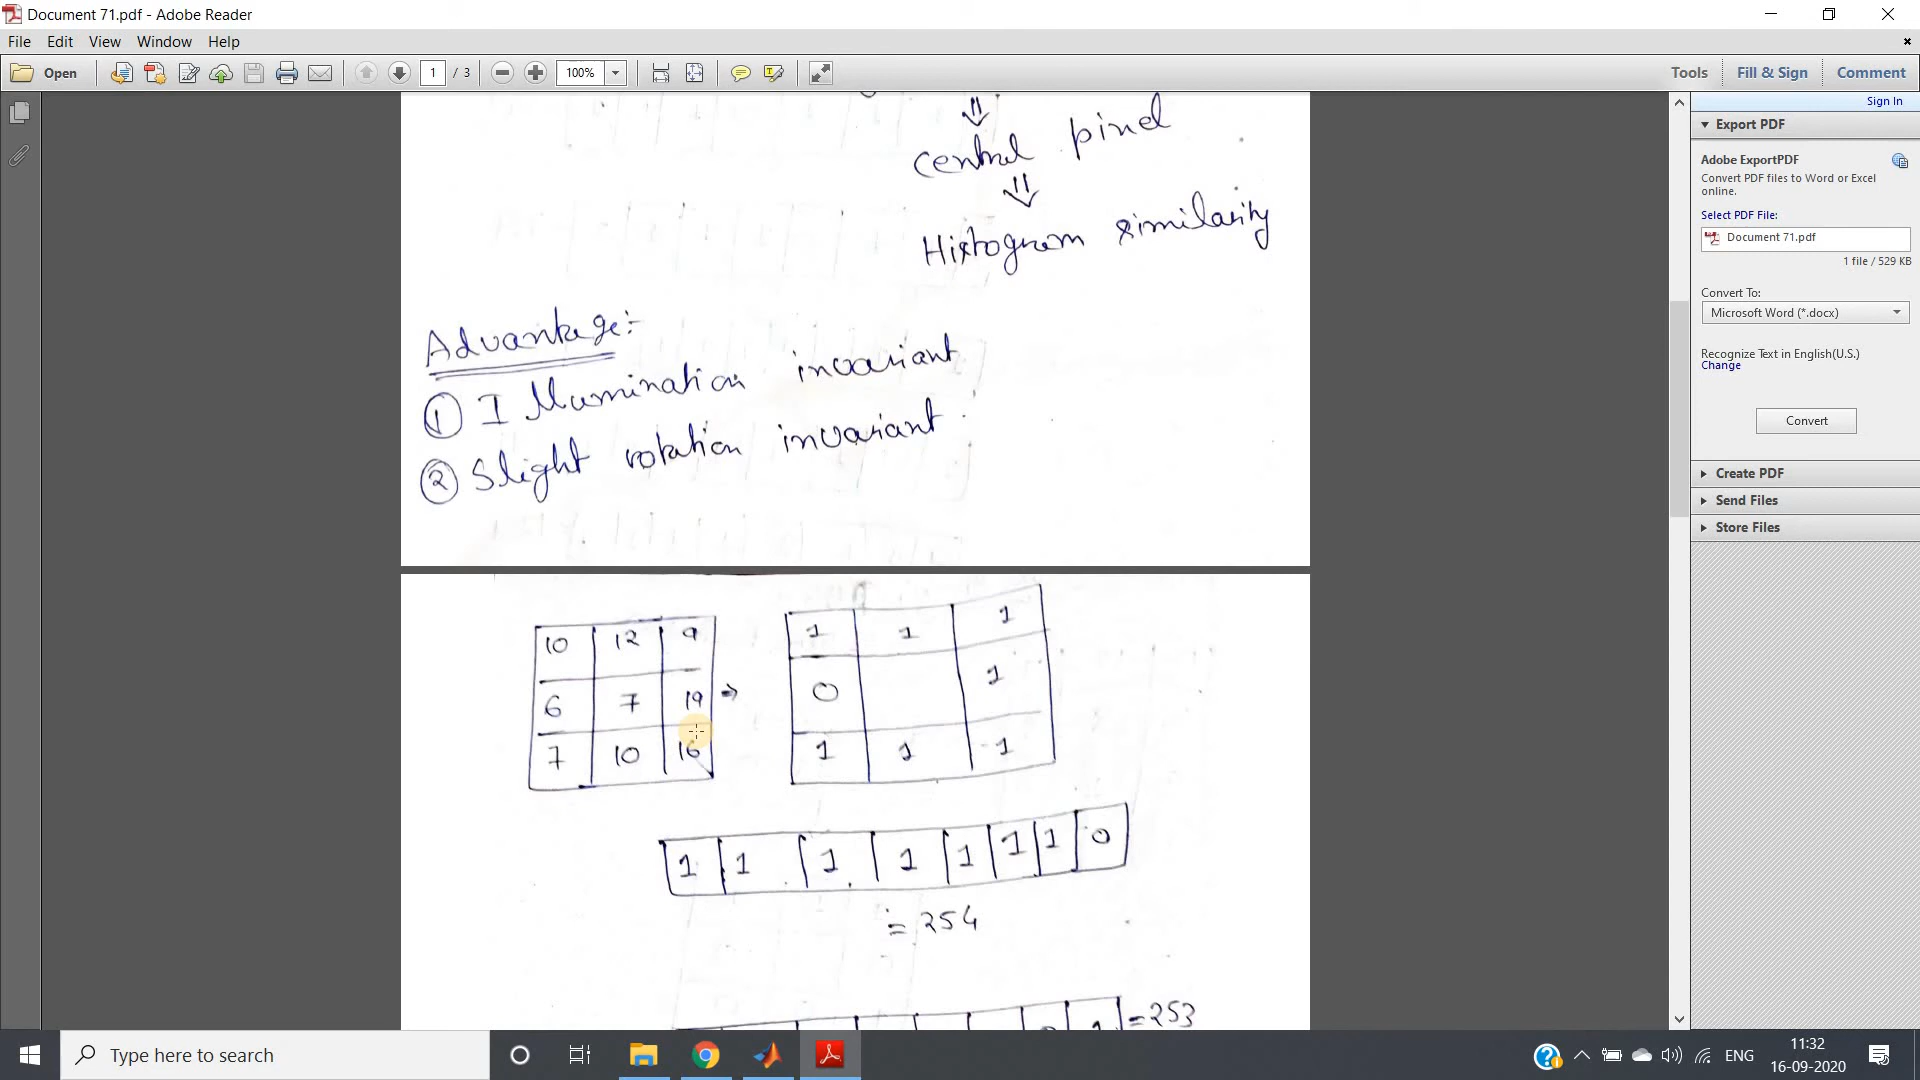 Document 71.pdf - Adobe Reader
File Edit View Window Help
Open 1 / 3 100% Tools Fill & Sign Comment
Sign In
Export PDF
Adobe ExportPDF
Convert PDF files to Word or Excel
online.
Select PDF File:
Document 71.pdf
1 file / 529 KB
Convert To:
Microsoft Word (*.docx)
Recognize Text in English(U.S.)
Change
Convert
Create PDF
Send Files
Store Files
central pixel
Histogram similarity
Advantage:-
① Illumination invariant
② Slight rotation invariant
10 12 9
6 7 19
7 10 16
1 1 1
0 1
1 1 1
1 1 1 1 1 1 1 0
= 254
= 253
Type here to search
ENG
11:32
16-09-2020